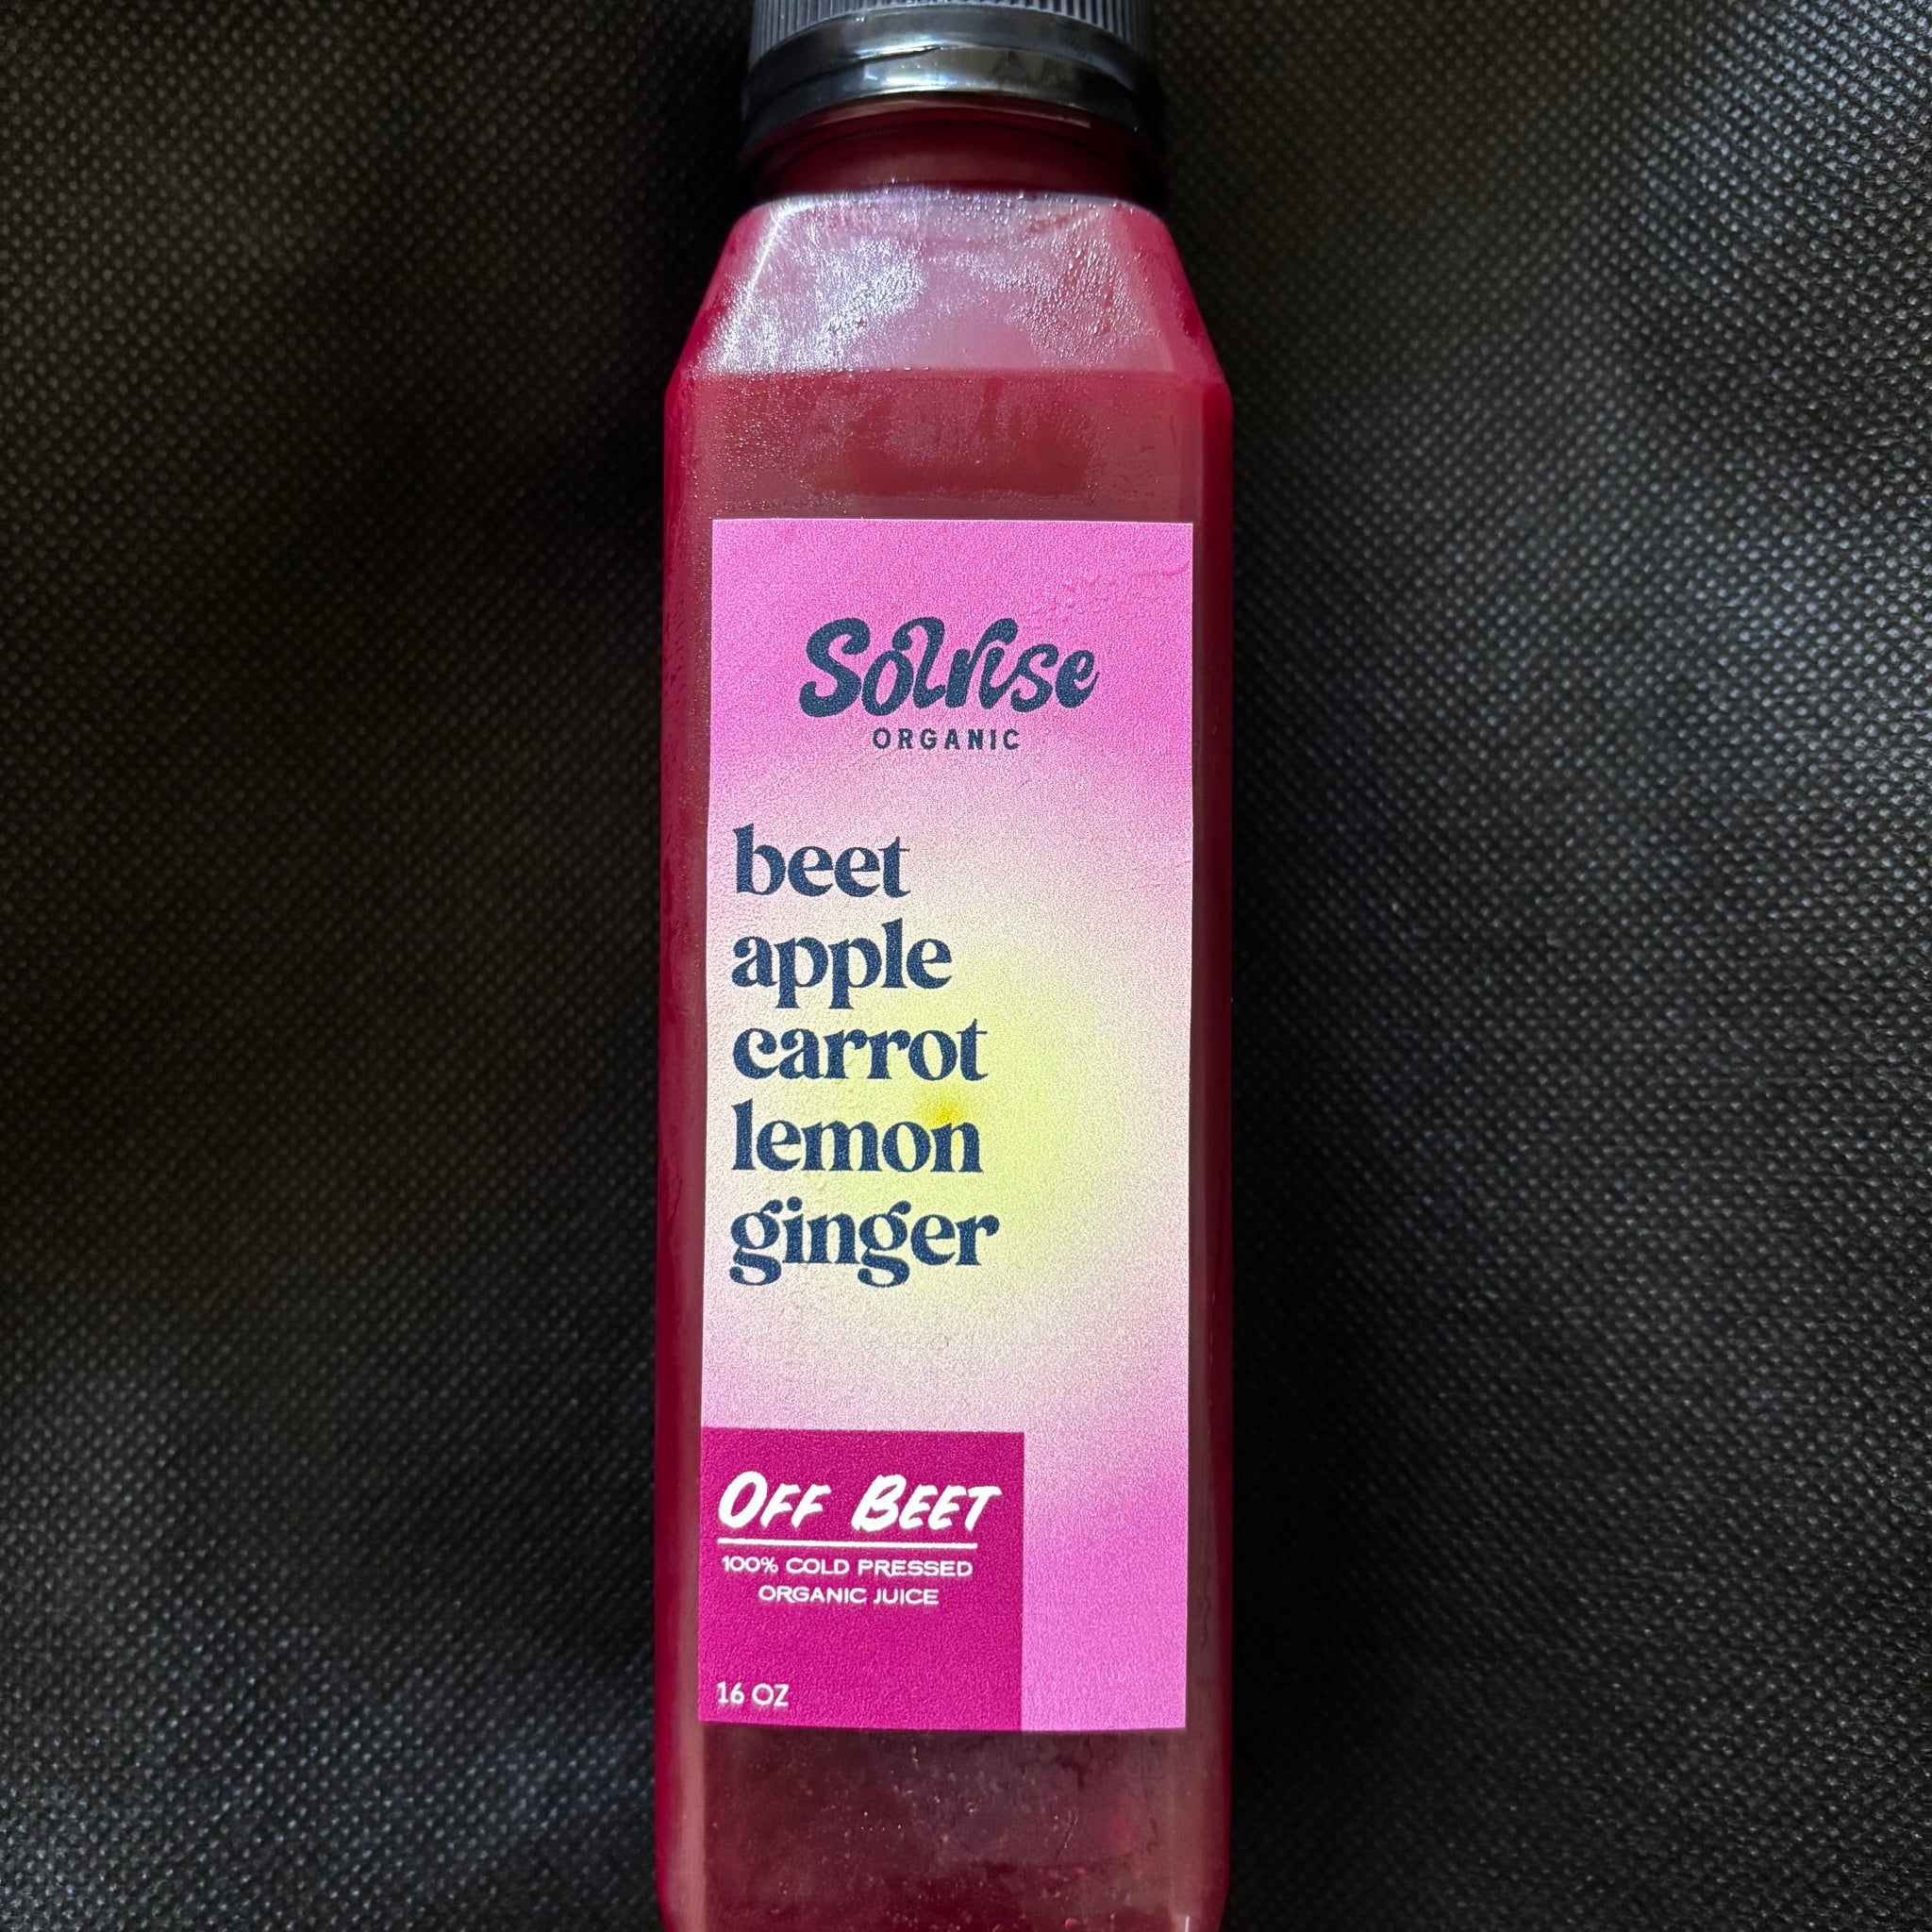 Solrise
ORGANIC
beet
apple
carrot
lemon
ginger
OFF BEET
100% COLD PRESSED
ORGANIC JUICE
16 OZ